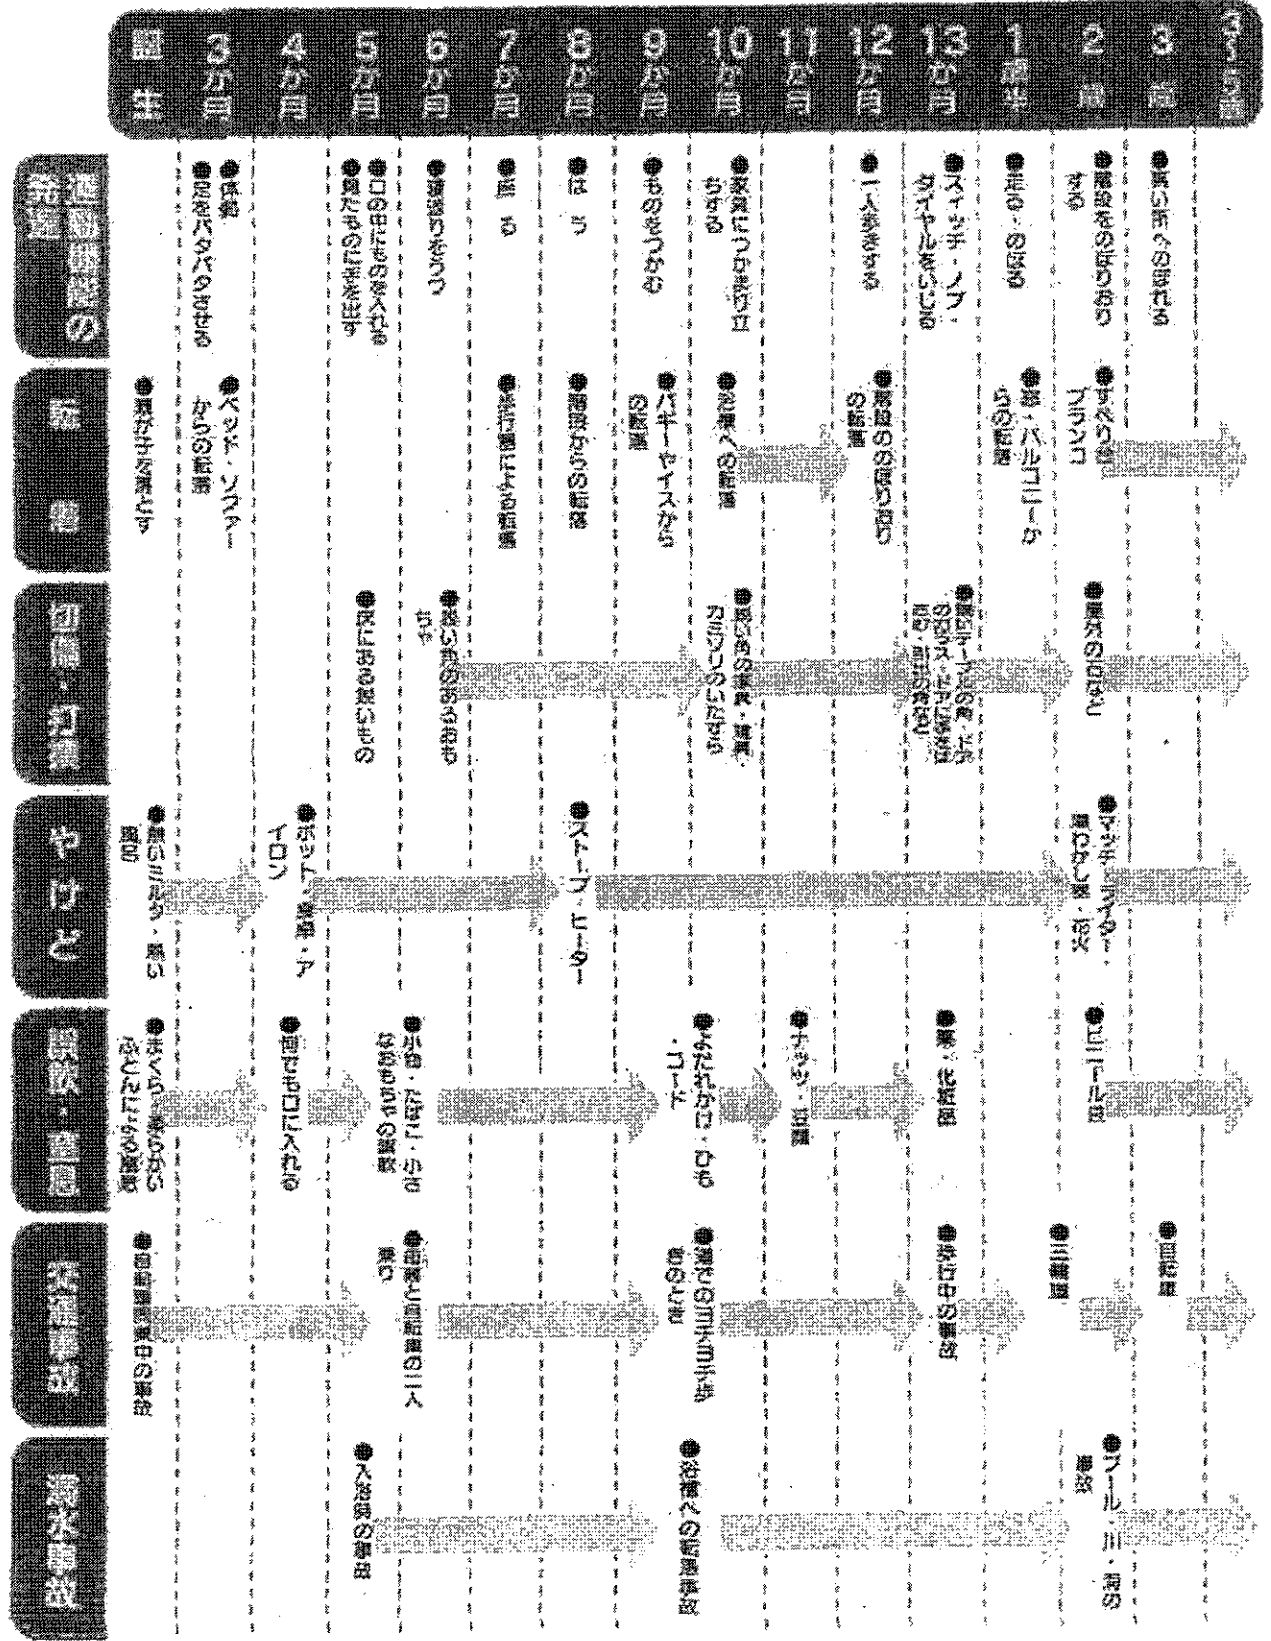 誕生
3か月
4か月
5か月
6か月
7か月
8か月
9か月
10か月
11か月
12か月
13か月
1歳半
2歳
3歳
3〜5歳
運動機能の
発達
●体動
●足をバタバタさせる
●口の中にものを入れる
●見たものに手を出す
●寝返りをうつ
●座る
●はう
●ものをつかむ
●家具につかまり立
ちする
●一人歩きする
●スイッチ・ノブ・
ダイヤルをいじる
●走る・のぼる
●階段をのぼりおり
する
●高い所へのぼれる
転落
●親が子を落とす
●ベッド・ソファー
からの転落
●歩行器による転落
●階段からの転落
●バギーやイスから
の転落
●浴槽への転落
●階段ののぼり降り
の転落
●窓・バルコニーか
らの転落
●すべり台
ブランコ
切傷・打撲
●床にある鋭いもの
●鋭い角のあるおも
ちゃ
●鋭い角の家具・建具
カミソリのいたずら
●屋外の石など
やけど
●熱いミルク・熱い
風呂
●ポット・食卓・ア
イロン
●ストーブ・ヒーター
●マッチ・ライター・
湯わかし器・花火
誤飲・窒息
●まくら・柔らかい
ふとんによる窒息
●何でも口に入れる
●小物・たばこ・小さ
なおもちゃの誤飲
●よだれかけ・ひも
・コード
●ナッツ・豆類
●薬・化粧品
●ビニール袋
交通事故
●自動車乗車中の事故
●母親と自転車の二人
乗り
●親とのヨチヨチ歩
きのとき
●歩行中の事故
●三輪車
●自転車
溺水事故
●入浴時の事故
●浴槽への転落事故
●プール・川・海の
事故